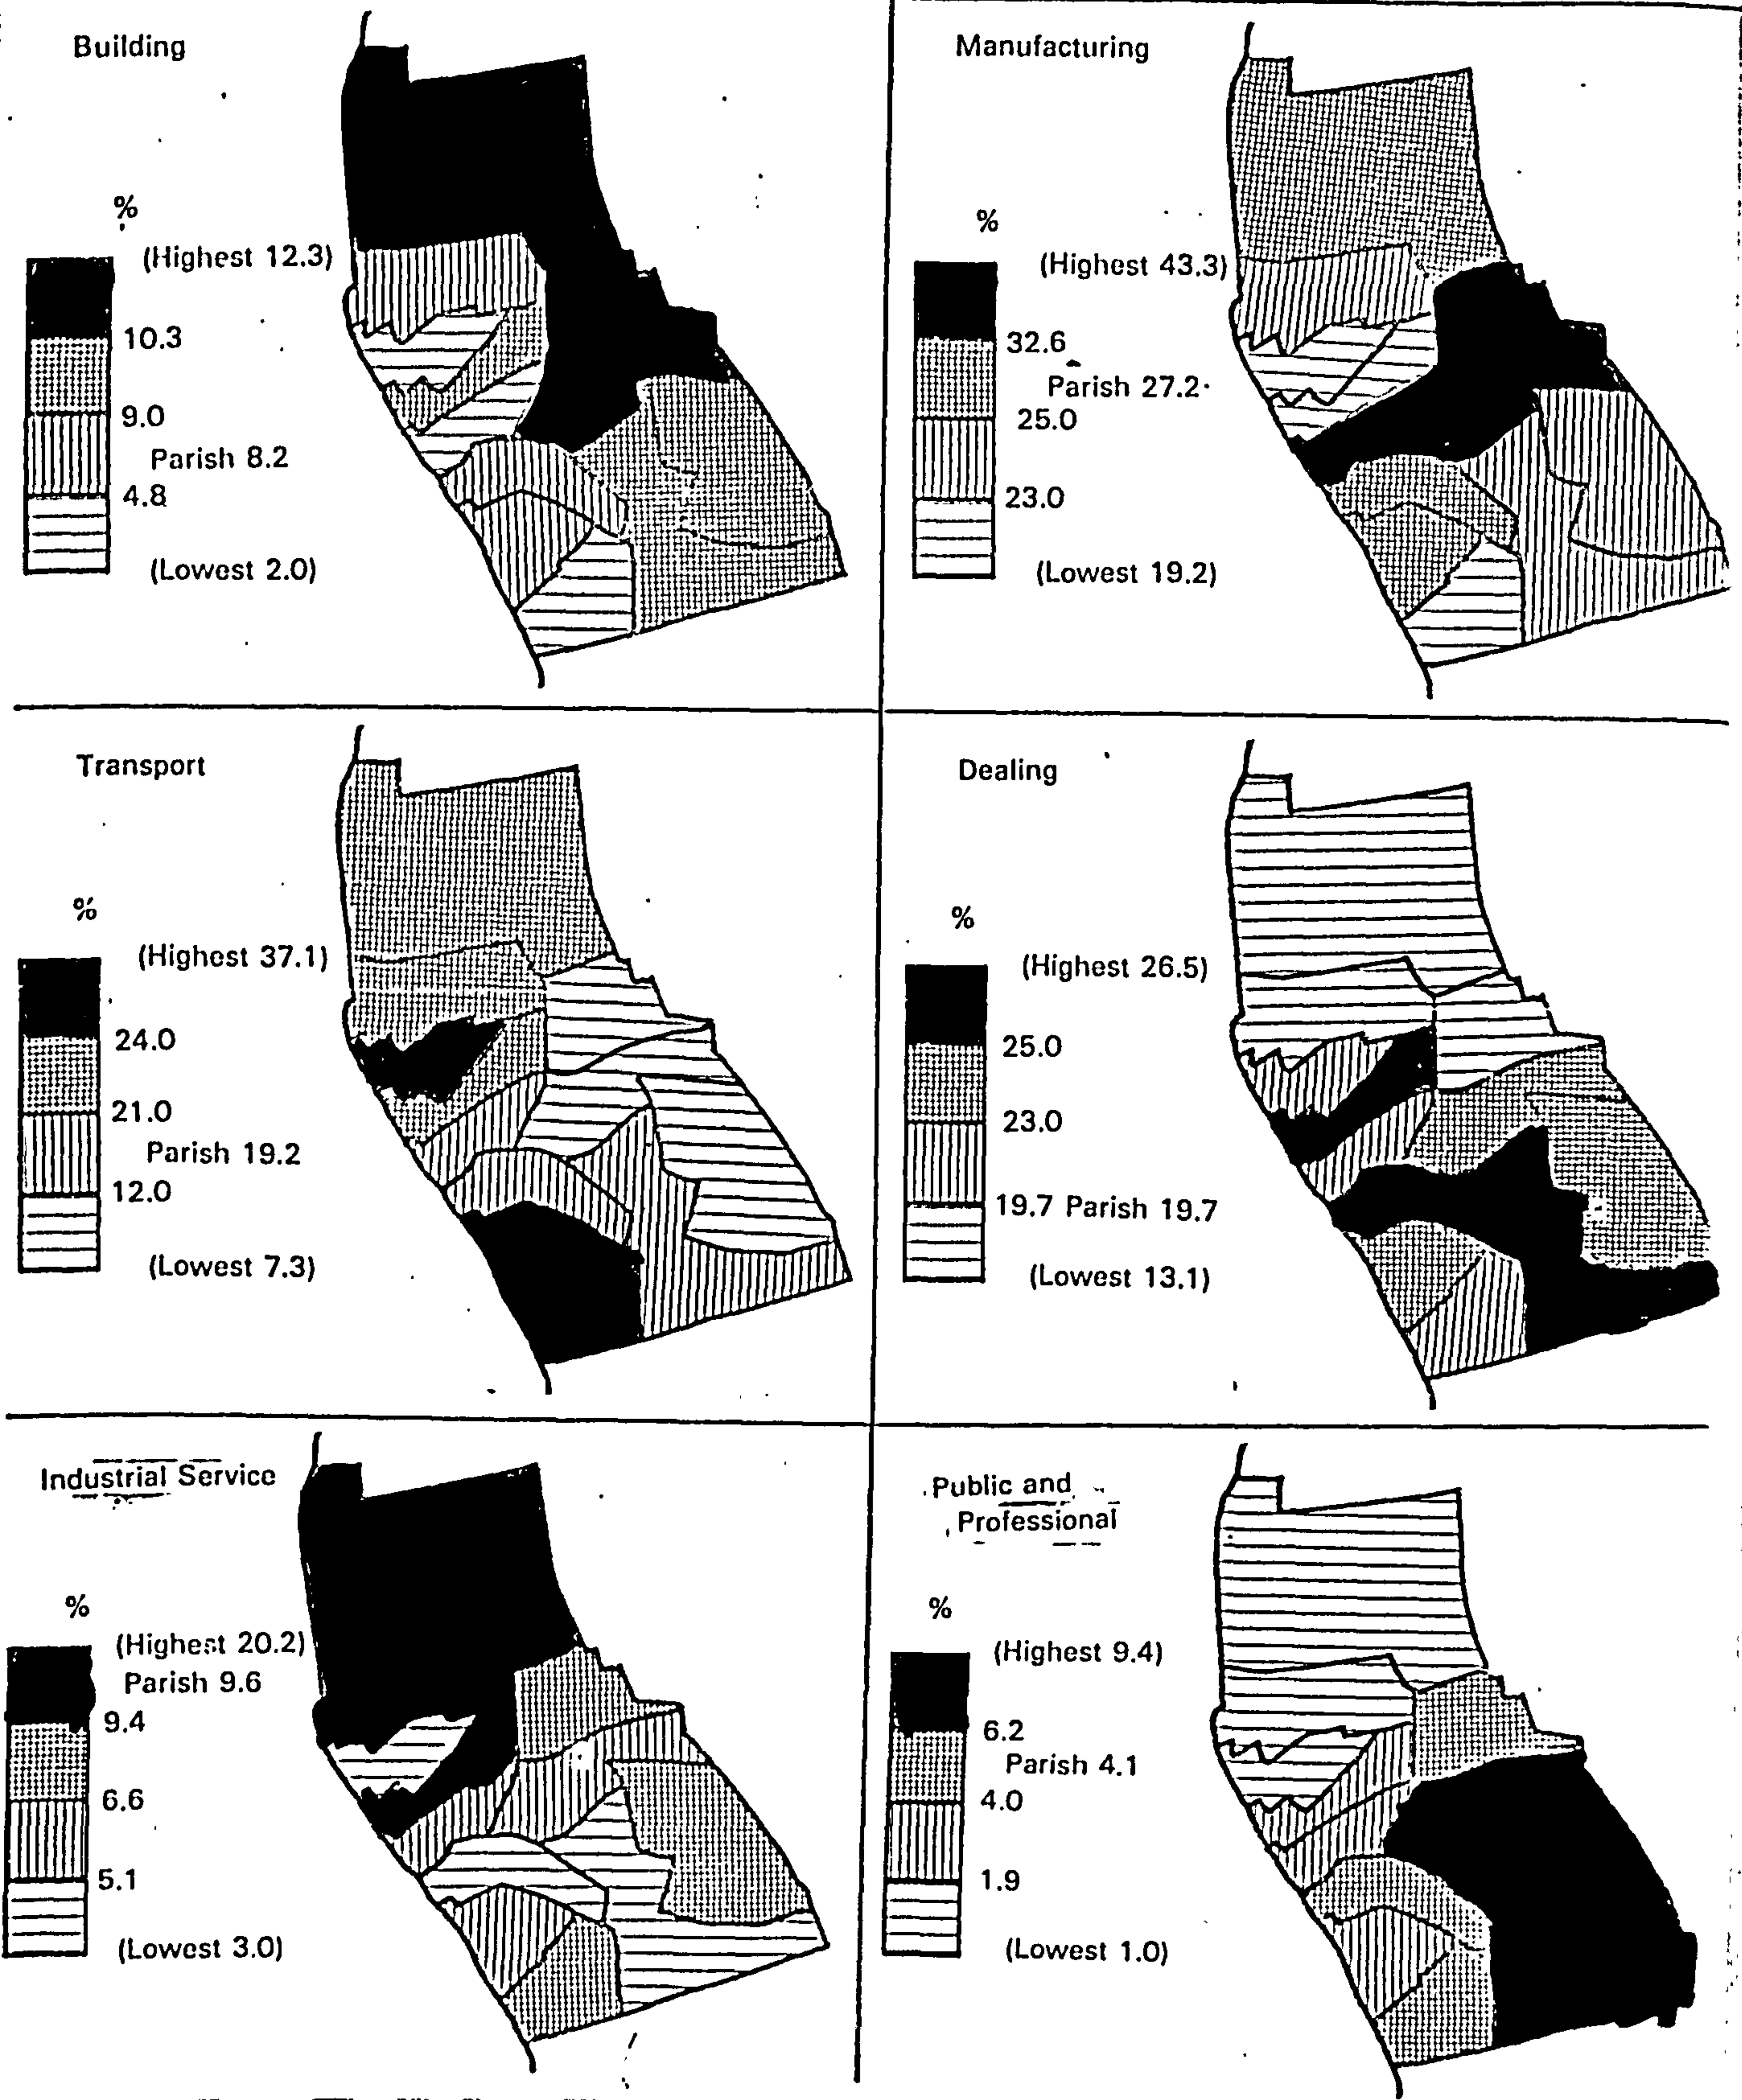 Building
%
(Highest 12.3)
10.3
9.0
Parish 8.2
4.8
(Lowest 2.0)
Manufacturing
%
(Highest 43.3)
32.6
Parish 27.2
25.0
23.0
(Lowest 19.2)
Transport
%
(Highest 37.1)
24.0
21.0
Parish 19.2
12.0
(Lowest 7.3)
Dealing
%
(Highest 26.5)
25.0
23.0
19.7 Parish 19.7
(Lowest 13.1)
Industrial Service
%
(Highest 20.2)
Parish 9.6
9.4
6.6
5.1
(Lowest 3.0)
Public and
Professional
%
(Highest 9.4)
6.2
Parish 4.1
4.0
1.9
(Lowest 1.0)